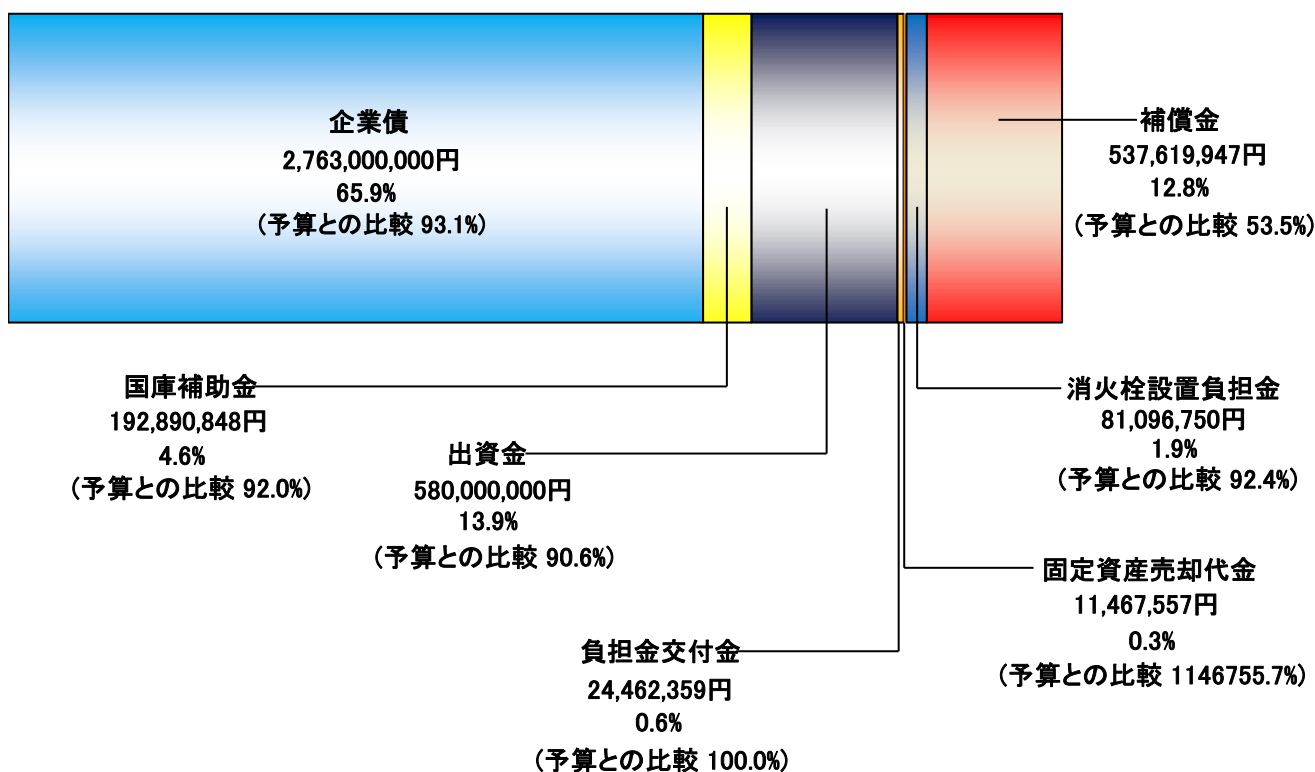 企業債
2,763,000,000円
65.9%
(予算との比較 93.1%)
補償金
537,619,947円
12.8%
(予算との比較 53.5%)
国庫補助金
192,890,848円
4.6%
(予算との比較 92.0%)
出資金
580,000,000円
13.9%
(予算との比較 90.6%)
消火栓設置負担金
81,096,750円
1.9%
(予算との比較 92.4%)
固定資産売却代金
11,467,557円
0.3%
(予算との比較 1146755.7%)
負担金交付金
24,462,359円
0.6%
(予算との比較 100.0%)